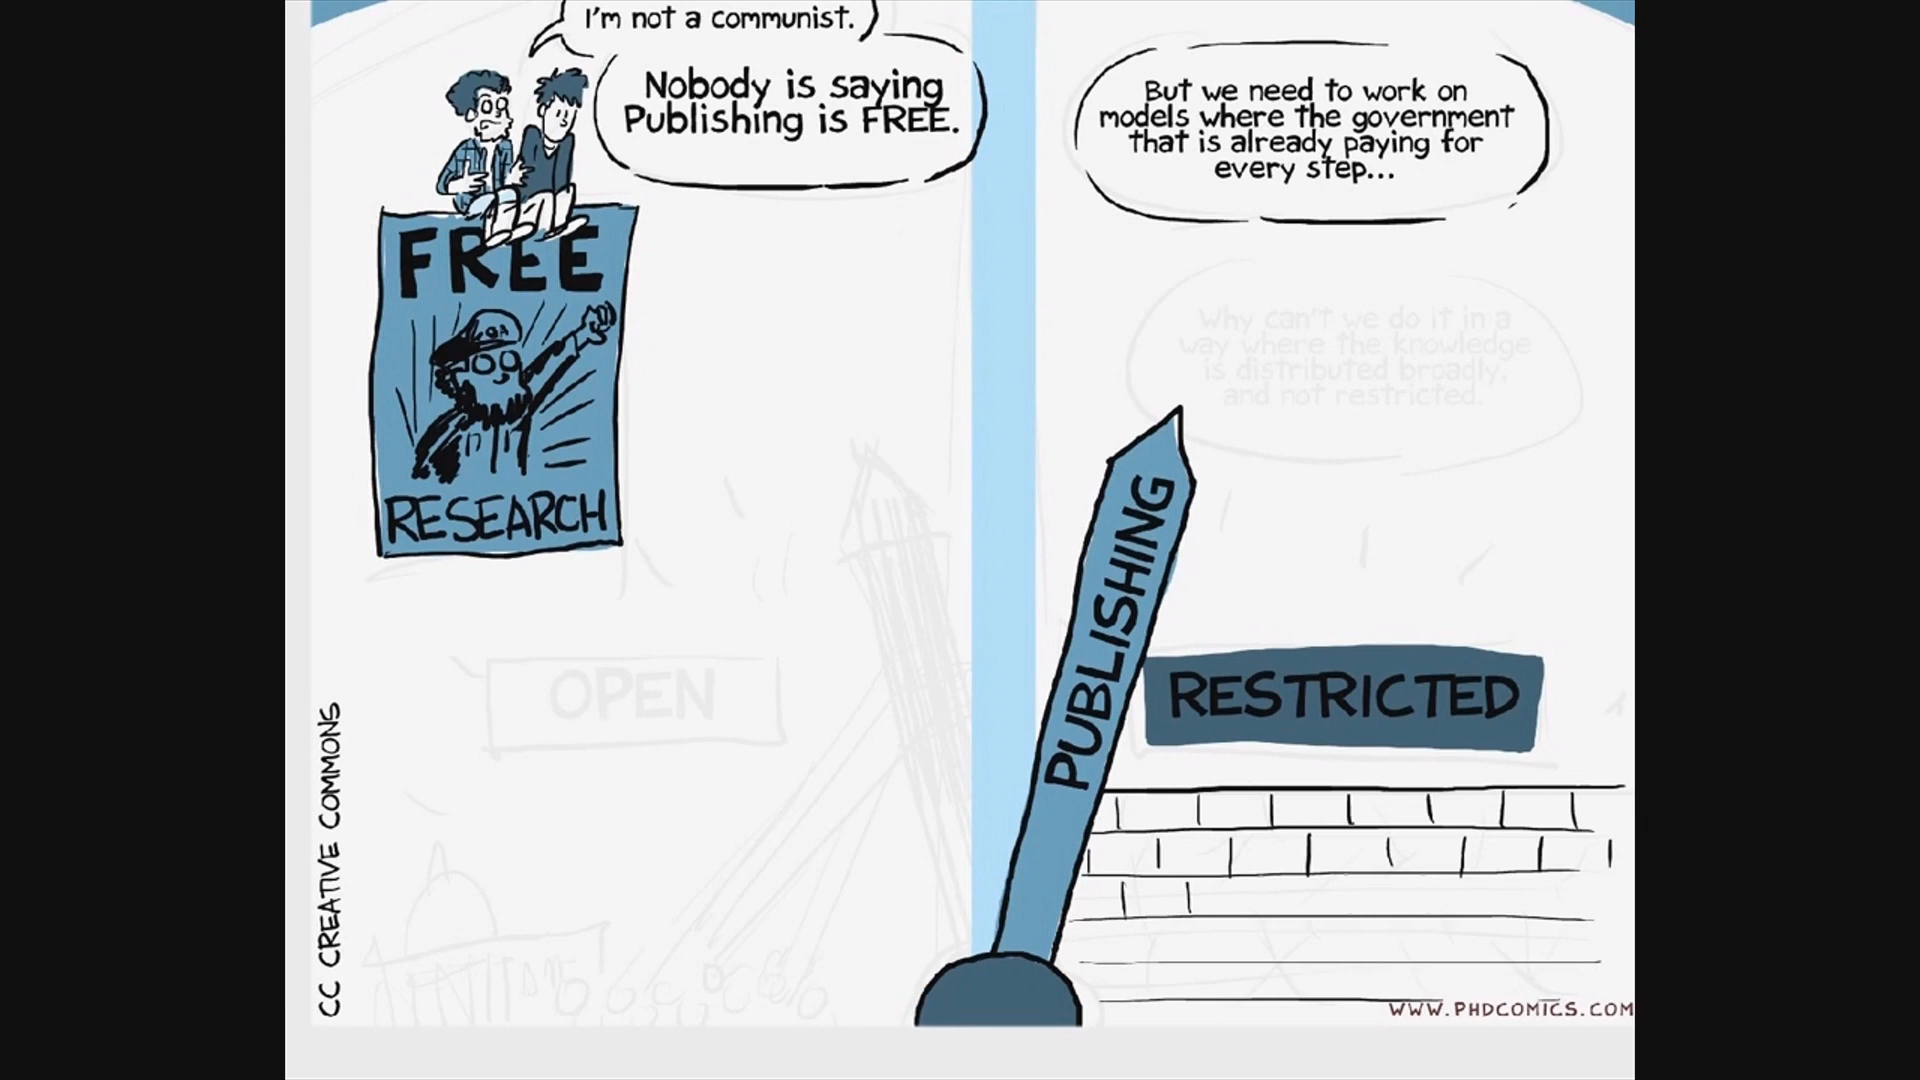 I'm not a communist.
Nobody is saying
Publishing is FREE.
But we need to work on
models where the government
that is already paying for
every step...
FREE
RESEARCH
Why can't we do it in a
way where the knowledge
is distributed broadly,
and not restricted.
PUBLISHING
OPEN
RESTRICTED
CC CREATIVE COMMONS
WWW.PHDCOMICS.COM